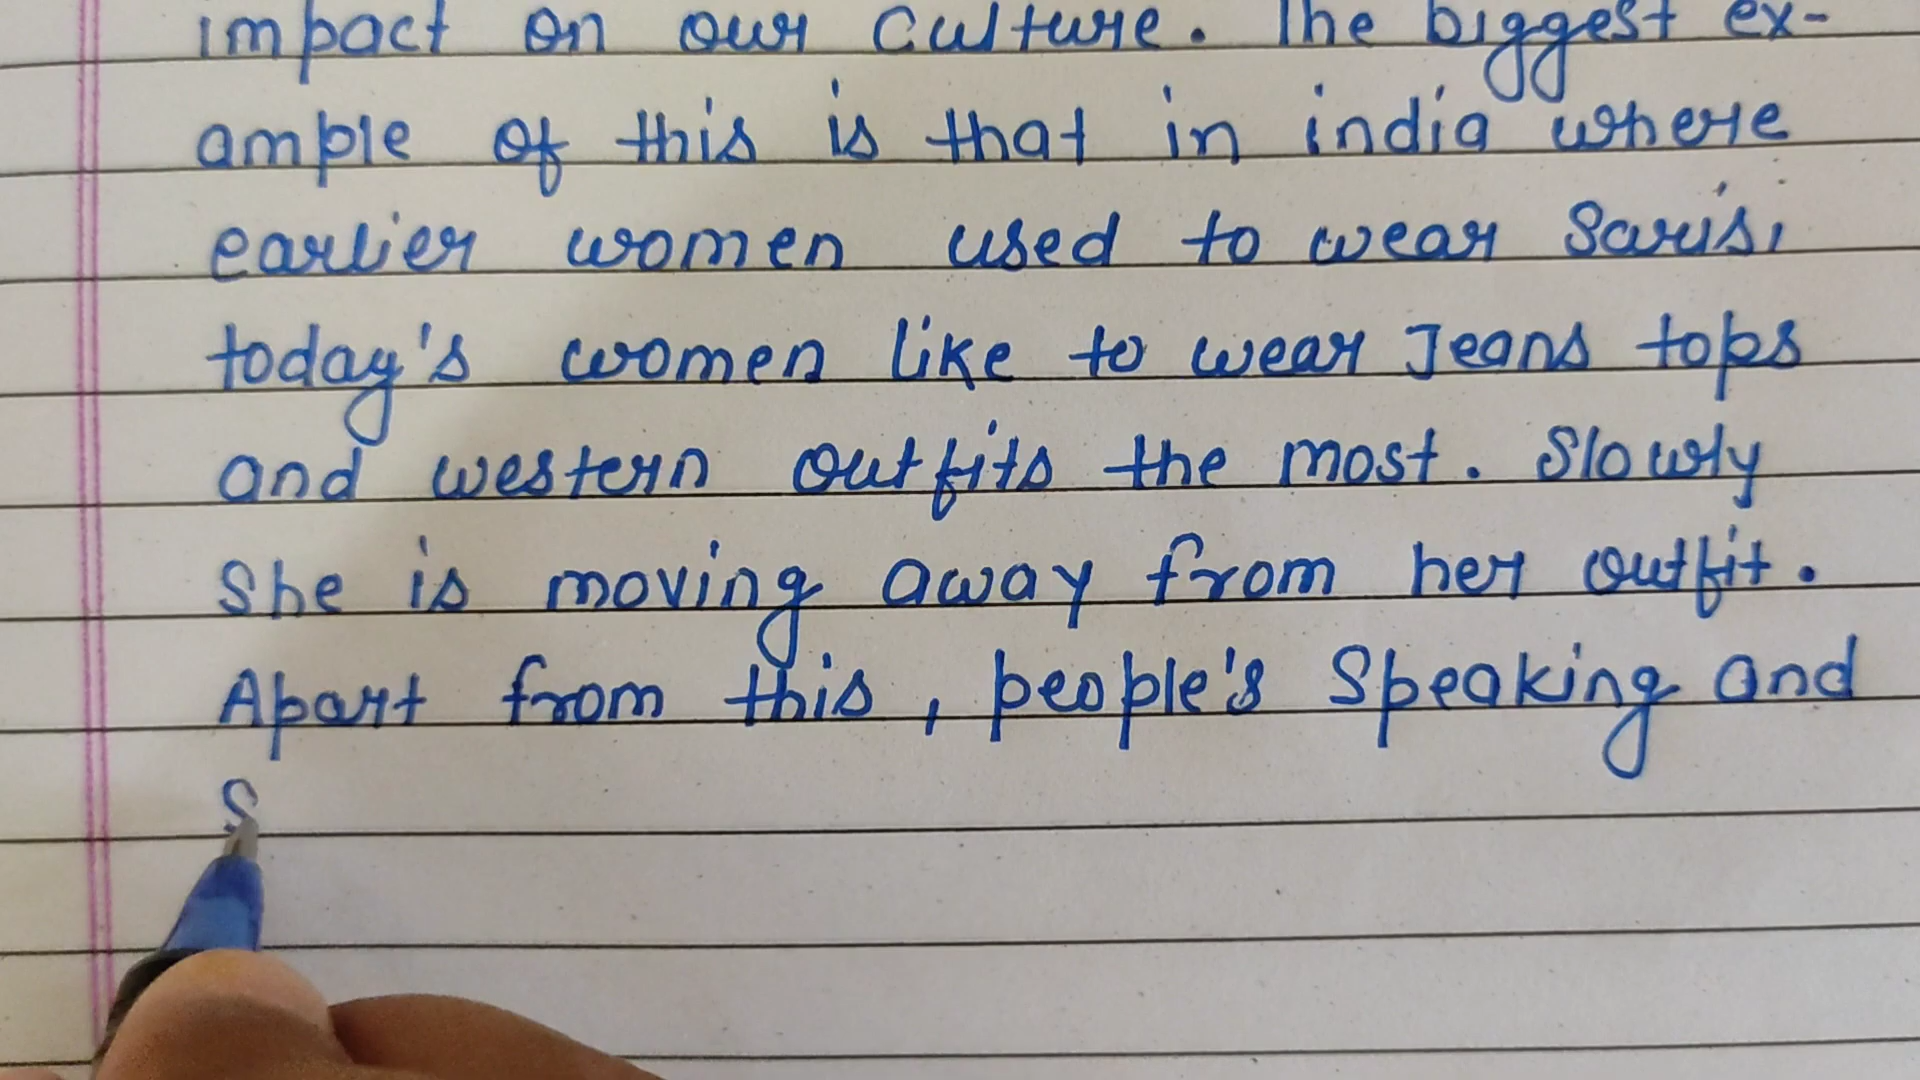 impact on our culture. The biggest ex-
ample of this is that in india where
earlier women used to wear Saris,
today's women like to wear Jeans tops
and western outfits the most. Slowly
She is moving away from her outfit.
Apart from this, people's Speaking and
S